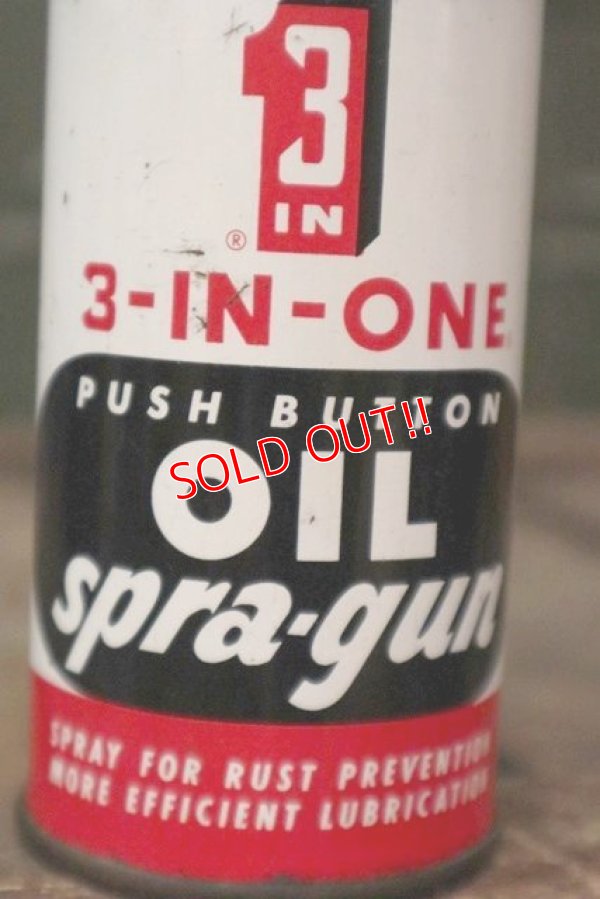 3
IN
®
3-IN-ONE
PUSH BUTTON
SOLD OUT!!
OIL
spra-gun
SPRAY FOR RUST PREVENTION
MORE EFFICIENT LUBRICATION